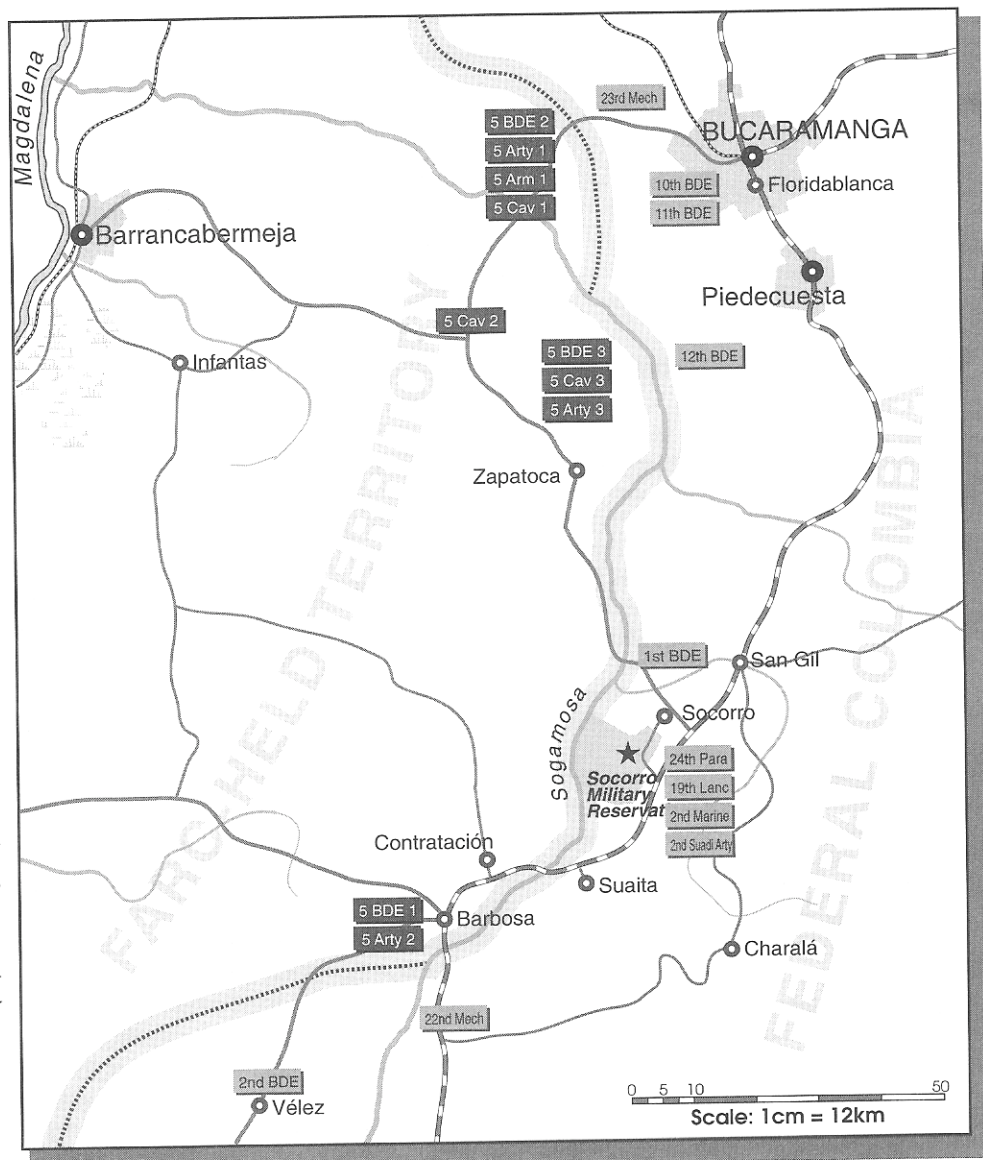 Magdalena
23rd Mech
5 BDE 2
5 Arty 1
5 Arm 1
5 Cav 1
BUCARAMANGA
10th BDE
Floridablanca
11th BDE
Barrancabermeja
Piedecuesta
5 Cav 2
Infantas
5 BDE 3
5 Cav 3
5 Arty 3
12th BDE
Zapatoca
FARC HELD TERRITORY
FEDERAL COLOMBIA
1st BDE
San Gil
Sogamosa
Socorro
Socorro
Military
Reservat
24th Para
19th Lanc
2nd Marine
2nd Suadi Arty
Contratación
Suaita
5 BDE 1
5 Arty 2
Barbosa
Charalá
22nd Mech
2nd BDE
Vélez
0 5 10 50
Scale: 1cm = 12km